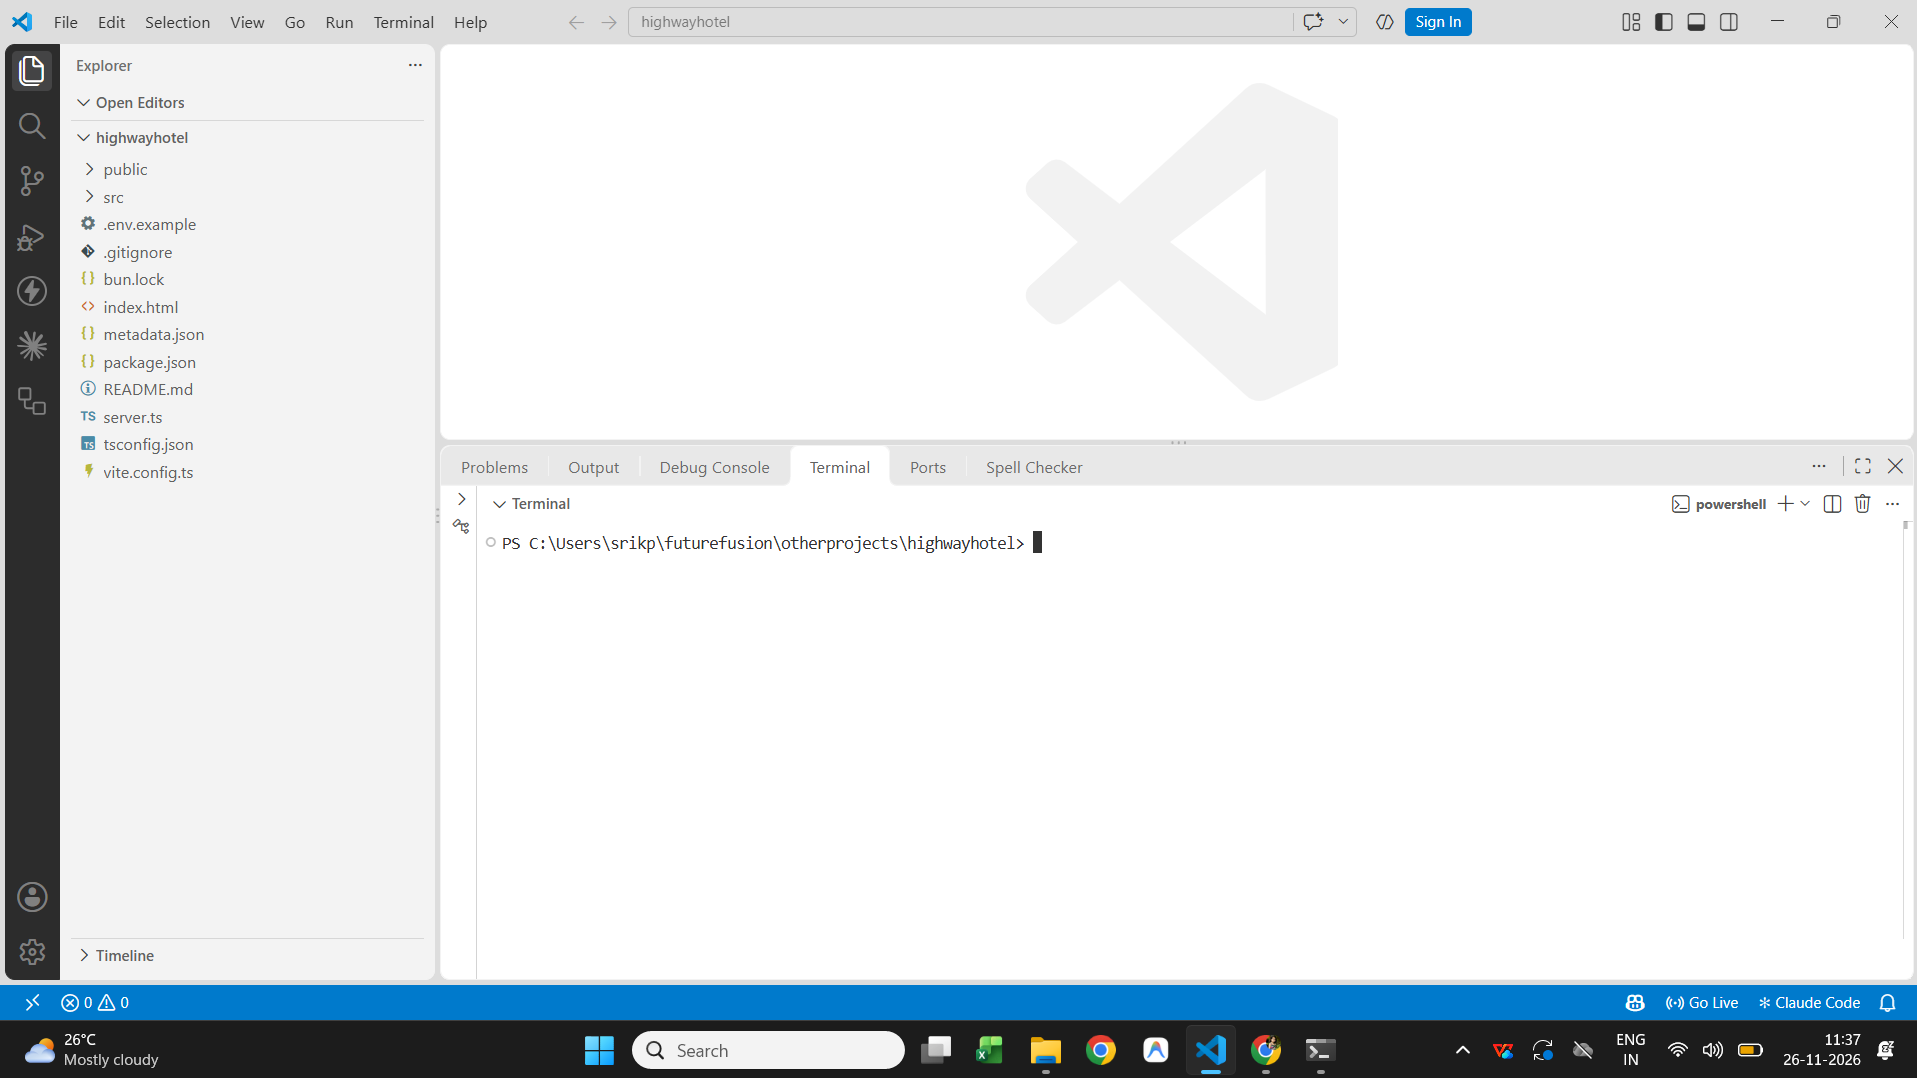 File Edit Selection View Go Run Terminal Help
highwayhotel
Sign In
Explorer
Open Editors
highwayhotel
public
src
.env.example
.gitignore
bun.lock
index.html
metadata.json
package.json
README.md
TS server.ts
TS tsconfig.json
vite.config.ts
Timeline
Problems Output Debug Console Terminal Ports Spell Checker
Terminal
powershell
PS C:\Users\srikp\futurefusion\otherprojects\highwayhotel>
0 0
Go Live Claude Code
26°C
Mostly cloudy
Search
ENG
IN
11:37
26-11-2026